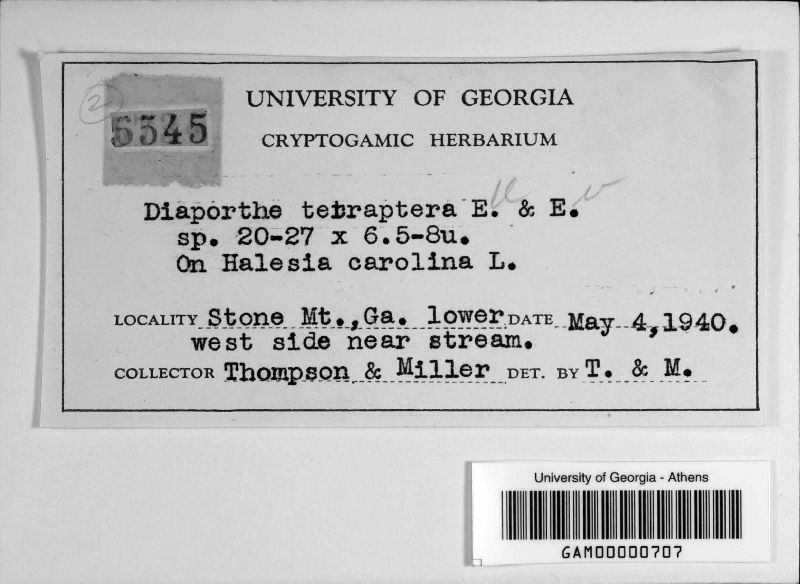 2
5545
UNIVERSITY OF GEORGIA
CRYPTOGAMIC HERBARIUM
Diaporthe tetraptera E. & E.
sp. 20-27 x 6.5-8u.
On Halesia carolina L.
LOCALITY Stone Mt.,Ga. lower DATE May 4,1940.
west side near stream.
COLLECTOR Thompson & Miller DET. BY T. & M.
University of Georgia - Athens
GAM00000707